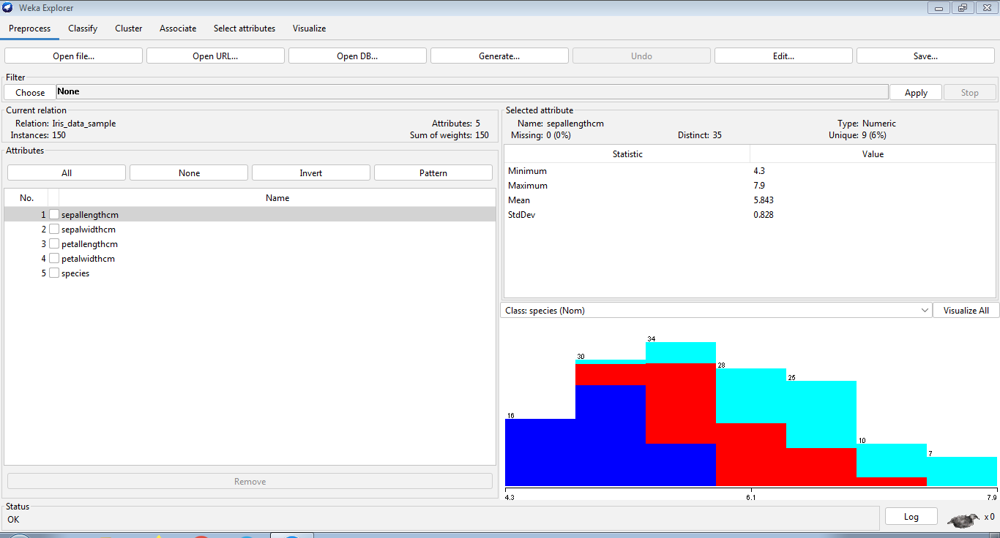 Weka Explorer
Preprocess Classify Cluster Associate Select attributes Visualize
Open file... Open URL... Open DB... Generate... Undo Edit... Save...
Filter
Choose None Apply Stop
Current relation
Relation: Iris_data_sample Attributes: 5
Instances: 150 Sum of weights: 150
Attributes
All None Invert Pattern
No. Name
1 sepallengthcm
2 sepalwidthcm
3 petallengthcm
4 petalwidthcm
5 species
Remove
Selected attribute
Name: sepallengthcm Type: Numeric
Missing: 0 (0%) Distinct: 35 Unique: 9 (6%)
Statistic Value
Minimum 4.3
Maximum 7.9
Mean 5.843
StdDev 0.828
Class: species (Nom) Visualize All
16 30 34 28 25 10 7
4.3 6.1 7.9
Status
OK
Log x 0